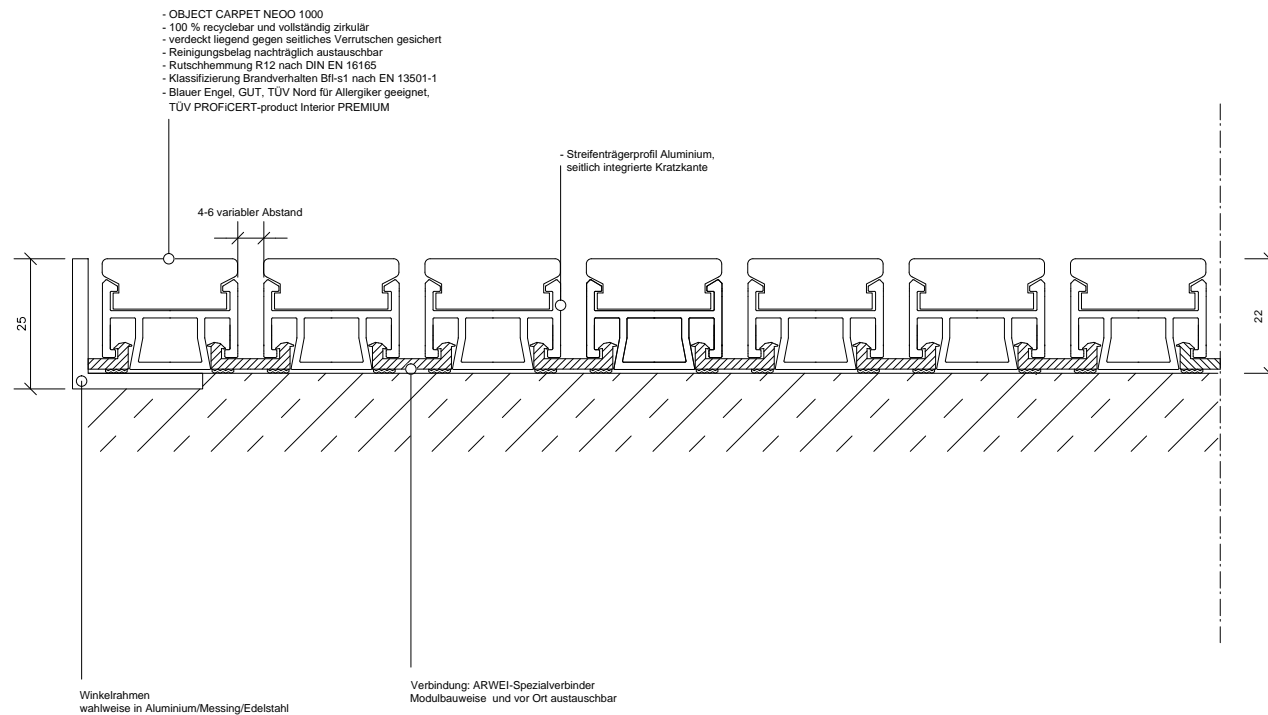 - OBJECT CARPET NEOO 1000
- 100 % recyclebar und vollständig zirkulär
- verdeckt liegend gegen seitliches Verrutschen gesichert
- Reinigungsbelag nachträglich austauschbar
- Rutschhemmung R12 nach DIN EN 16165
- Klassifizierung Brandverhalten Bfl-s1 nach EN 13501-1
- Blauer Engel, GUT, TÜV Nord für Allergiker geeignet,
TÜV PROFiCERT-product Interior PREMIUM
- Streifenträgerprofil Aluminium,
seitlich integrierte Kratzkante
4-6 variabler Abstand
25
22
Winkelrahmen
wahlweise in Aluminium/Messing/Edelstahl
Verbindung: ARWEI-Spezialverbinder
Modulbauweise und vor Ort austauschbar